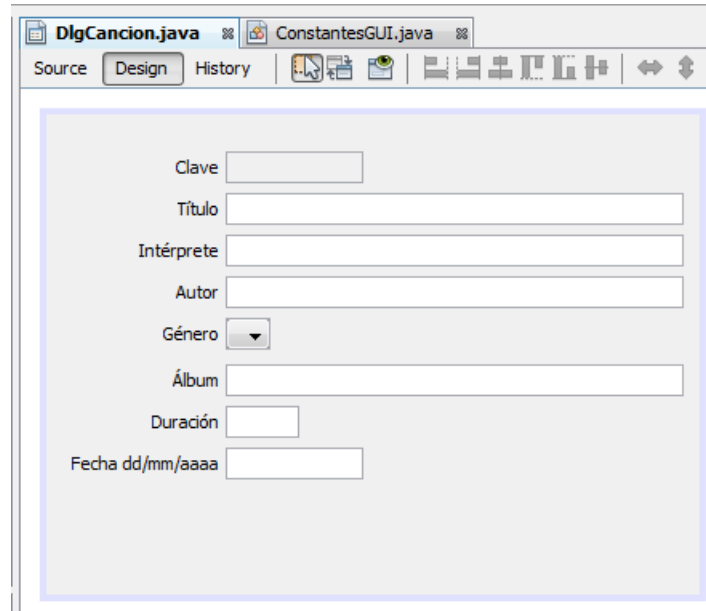 DlgCancion.java ConstantesGUI.java
Source Design History
Clave
Título
Intérprete
Autor
Género
Álbum
Duración
Fecha dd/mm/aaaa